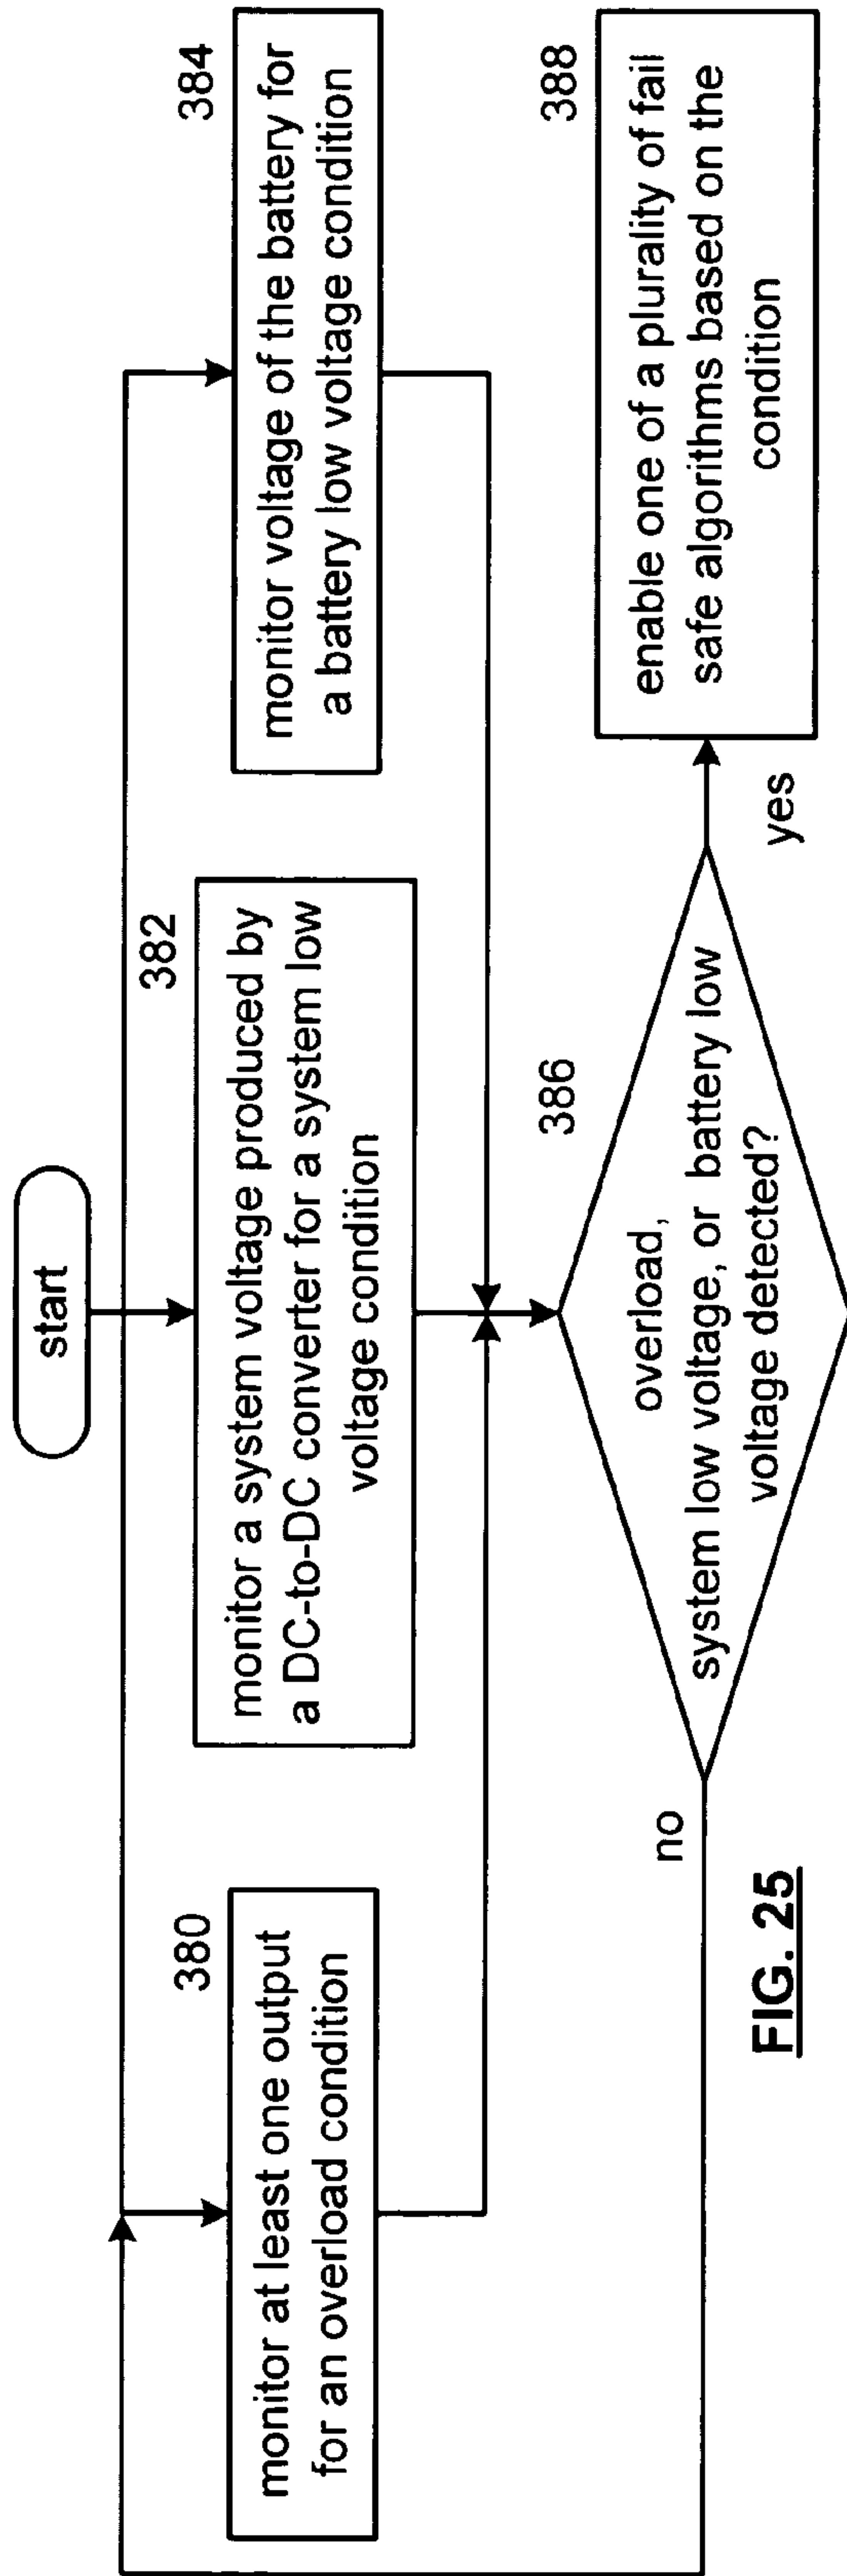 start
380
monitor at least one output
for an overload condition
382
monitor a system voltage produced by
a DC-to-DC converter for a system low
voltage condition
384
monitor voltage of the battery for
a battery low voltage condition
386
overload,
system low voltage, or battery low
voltage detected?
no
yes
388
enable one of a plurality of fail
safe algorithms based on the
condition
FIG. 25